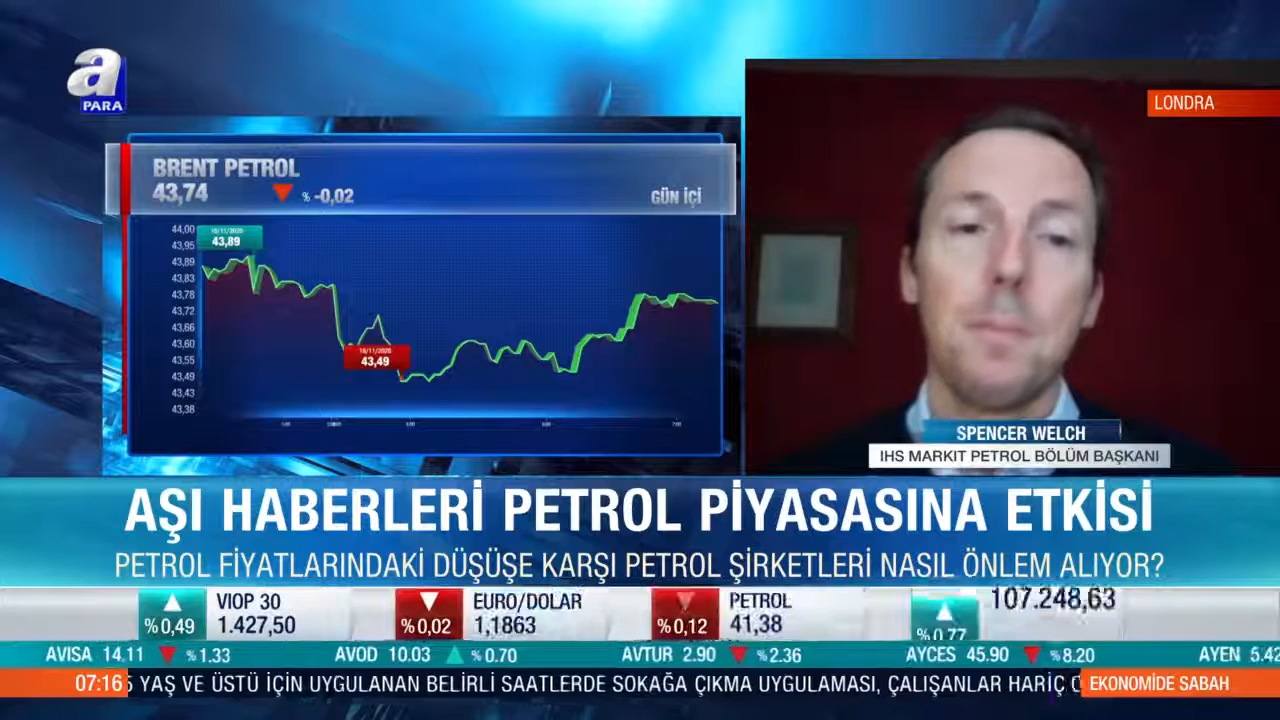 a
PARA
LONDRA
BRENT PETROL
43,74 % -0,02
GÜN İÇİ
44,00
43,95
43,89
43,83
43,78
43,72
43,66
43,60
43,55
43,49
43,43
43,38
43,89
43,49
SPENCER WELCH
IHS MARKIT PETROL BÖLÜM BAŞKANI
AŞI HABERLERİ PETROL PİYASASINA ETKİSİ
PETROL FİYATLARINDAKİ DÜŞÜŞE KARŞI PETROL ŞİRKETLERİ NASIL ÖNLEM ALIYOR?
%0,49 VIOP 30 1.427,50
%0,02 EURO/DOLAR 1,1863
%0,12 PETROL 41,38
%0,77 107.248,63
AVISA 14.11 %1.33 AVOD 10.03 %0.70 AVTUR 2.90 %2.36 AYCES 45.90 %8.20 AYEN 5.42
07:16 5 YAŞ VE ÜSTÜ İÇİN UYGULANAN BELİRLİ SAATLERDE SOKAĞA ÇIKMA UYGULAMASI, ÇALIŞANLAR HARİÇ EKONOMİDE SABAH